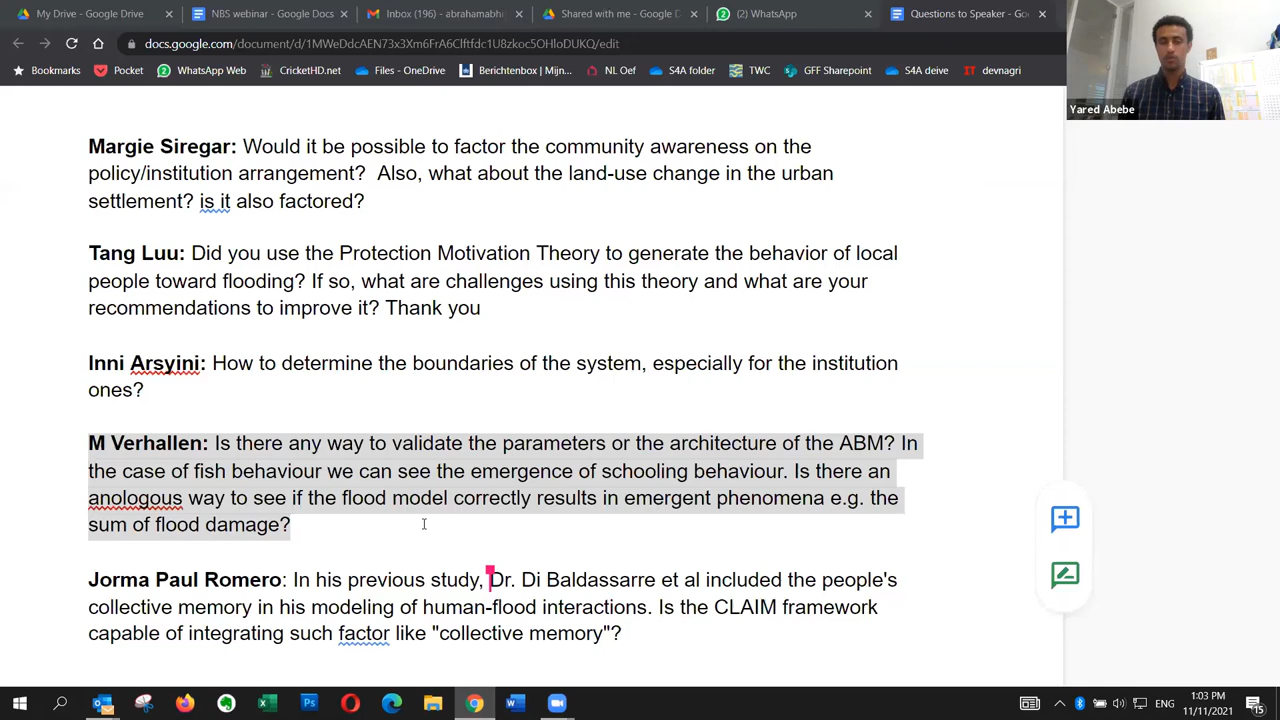 My Drive - Google Drive
NBS webinar - Google Docs
Inbox (196) - abrahamabhi
Shared with me - Google D
(2) WhatsApp
Questions to Speaker - Go
docs.google.com/document/d/1MWeDdcAEN73x3Xm6FrA6Clftfdc1U8zkoc5OHIoDUKQ/edit
Bookmarks
Pocket
WhatsApp Web
CricketHD.net
Files - OneDrive
Berichtenbox | Mijn...
NL Oef
S4A folder
TWC
GFF Sharepoint
S4A deive
devnagri
Yared Abebe
Margie Siregar: Would it be possible to factor the community awareness on the
policy/institution arrangement?  Also, what about the land-use change in the urban
settlement? is it also factored?
Tang Luu: Did you use the Protection Motivation Theory to generate the behavior of local
people toward flooding? If so, what are challenges using this theory and what are your
recommendations to improve it? Thank you
Inni Arsyini: How to determine the boundaries of the system, especially for the institution
ones?
M Verhallen: Is there any way to validate the parameters or the architecture of the ABM? In
the case of fish behaviour we can see the emergence of schooling behaviour. Is there an
anologous way to see if the flood model correctly results in emergent phenomena e.g. the
sum of flood damage?
Jorma Paul Romero: In his previous study, Dr. Di Baldassarre et al included the people's
collective memory in his modeling of human-flood interactions. Is the CLAIM framework
capable of integrating such factor like "collective memory"?
ENG
1:03 PM
11/11/2021
15